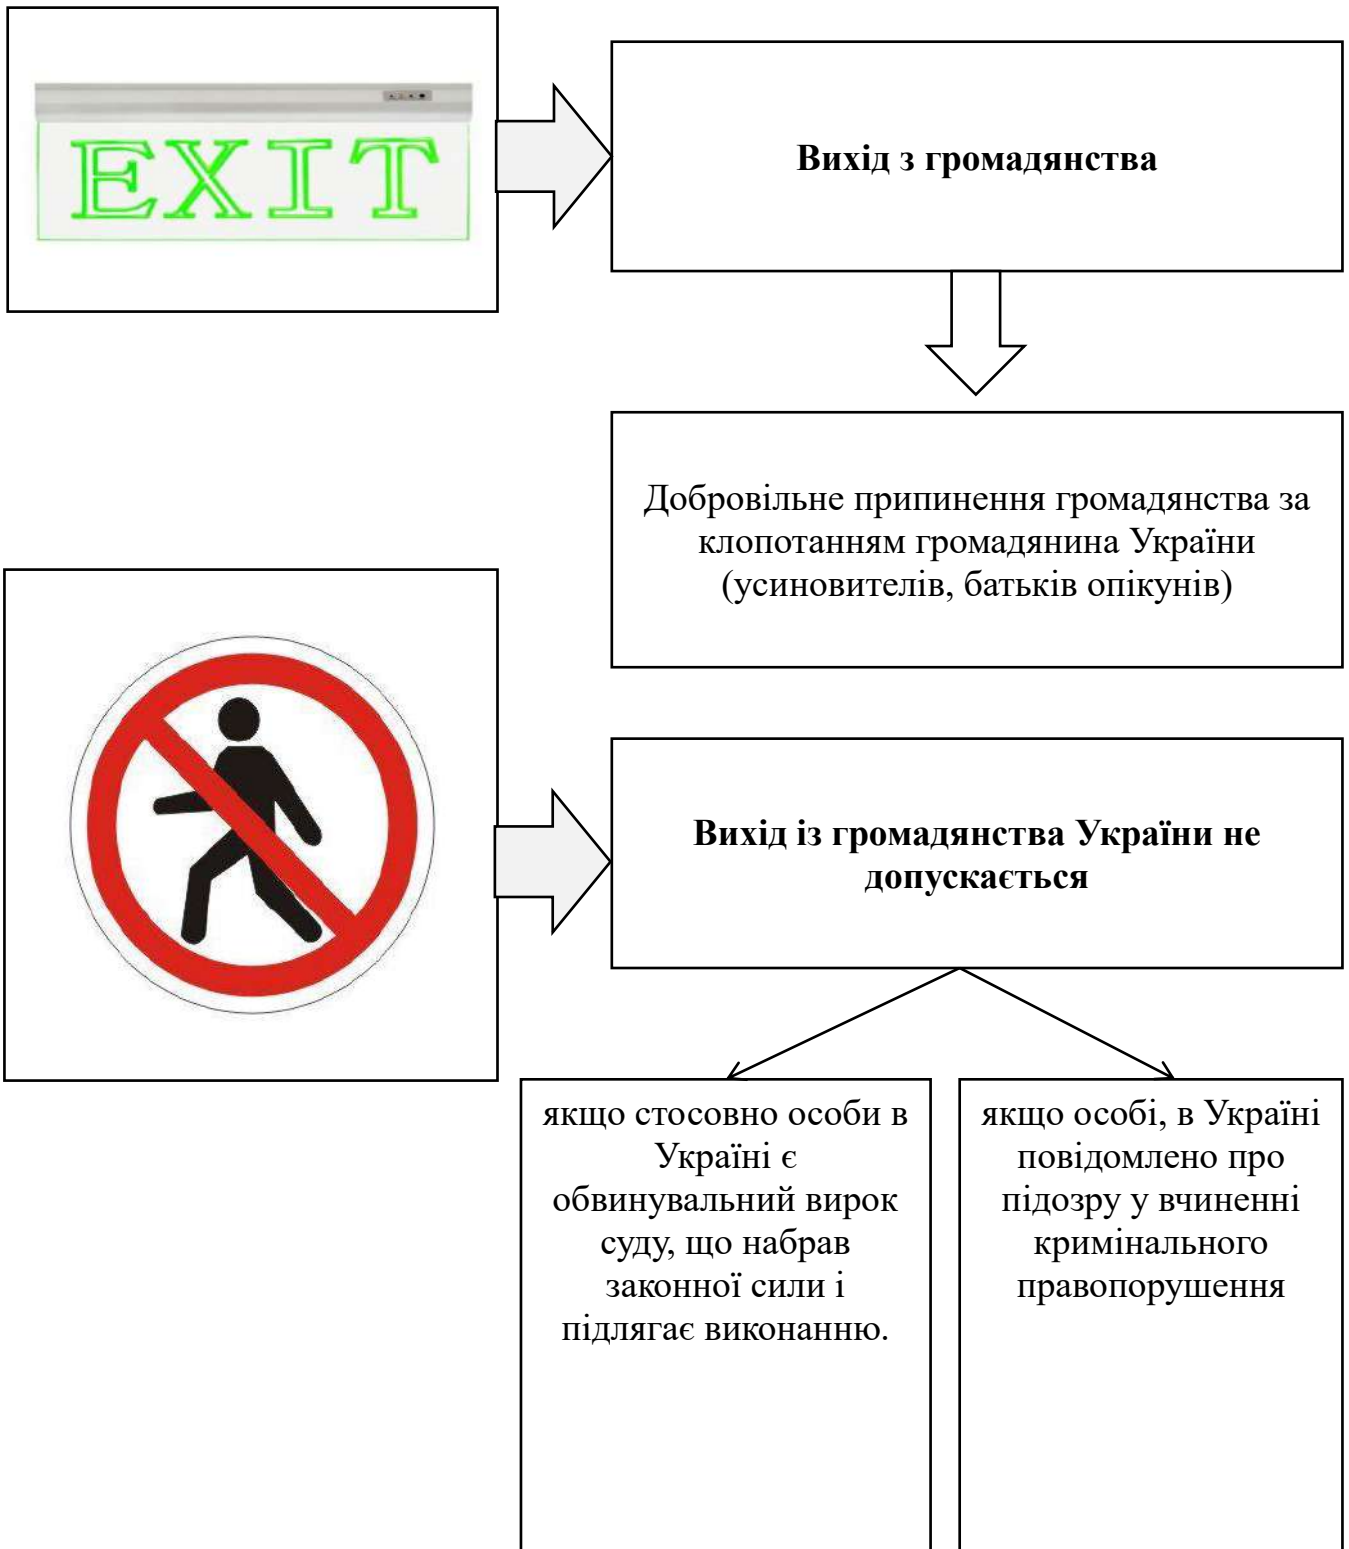 EXIT
Вихід з громадянства
Добровільне припинення громадянства за
клопотанням громадянина України
(усиновителів, батьків опікунів)
Вихід із громадянства України не
допускається
якщо стосовно особи в
Україні є
обвинувальний вирок
суду, що набрав
законної сили і
підлягає виконанню.
якщо особі, в Україні
повідомлено про
підозру у вчиненні
кримінального
правопорушення